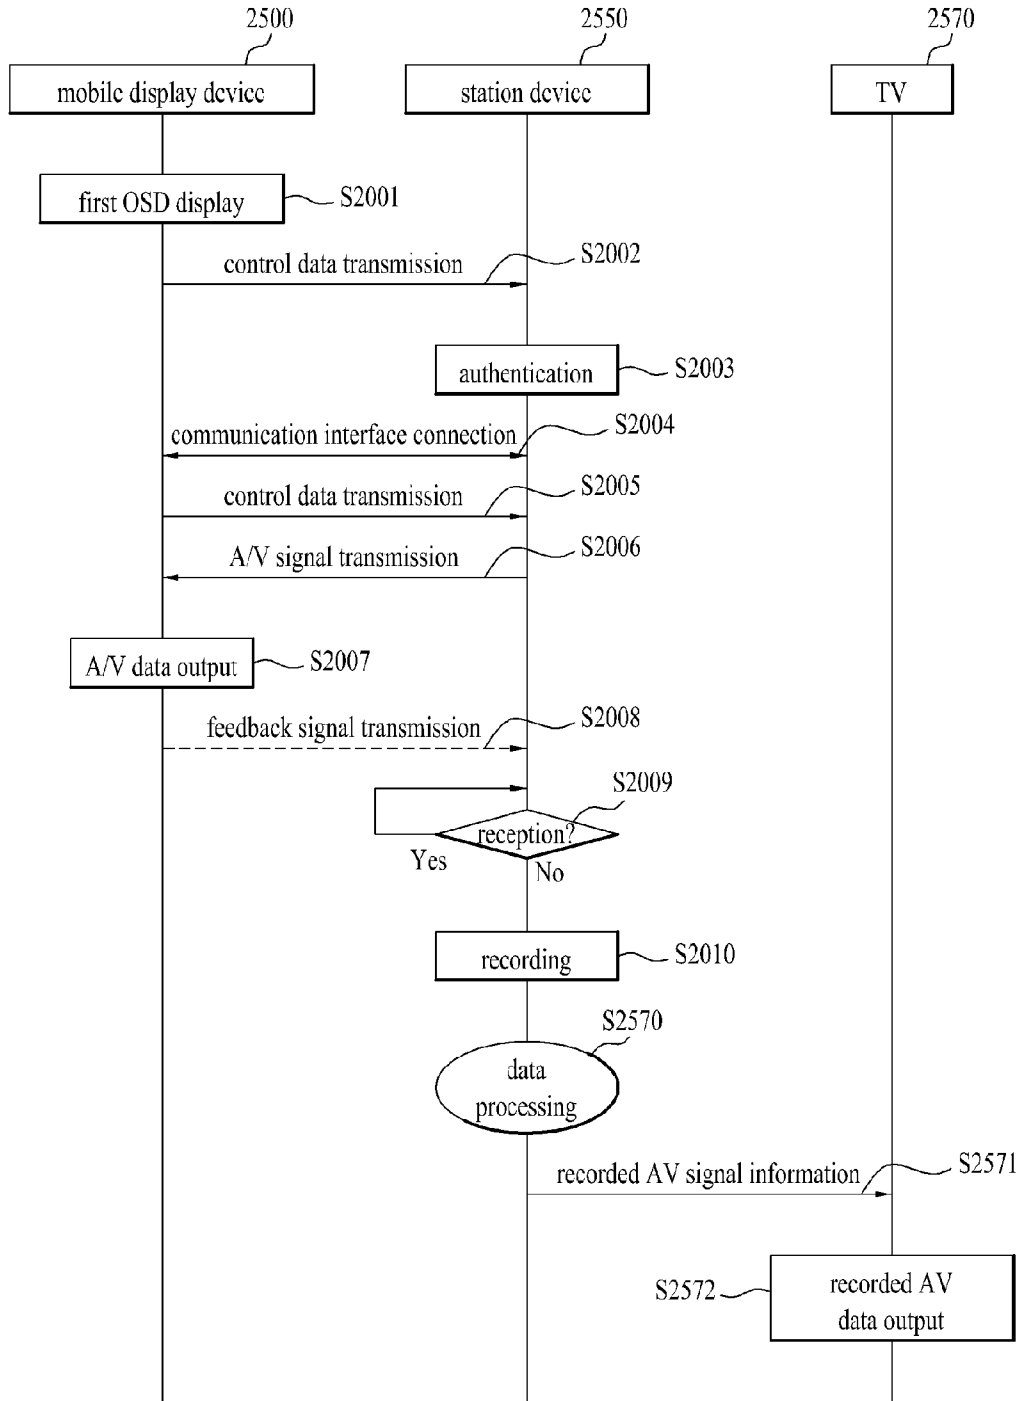 2500
2550
2570
mobile display device
station device
TV
first OSD display
S2001
control data transmission
S2002
authentication
S2003
communication interface connection
S2004
control data transmission
S2005
A/V signal transmission
S2006
A/V data output
S2007
feedback signal transmission
S2008
S2009
reception?
Yes
No
recording
S2010
S2570
data
processing
recorded AV signal information
S2571
S2572
recorded AV
data output